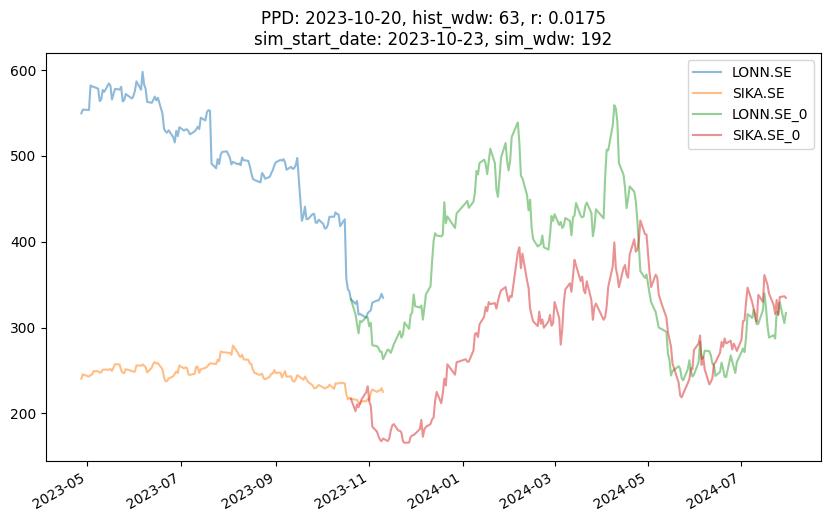 PPD: 2023-10-20, hist_wdw: 63, r: 0.0175
sim_start_date: 2023-10-23, sim_wdw: 192
LONN.SE
SIKA.SE
LONN.SE_0
SIKA.SE_0
600
500
400
300
200
2023-05
2023-07
2023-09
2023-11
2024-01
2024-03
2024-05
2024-07